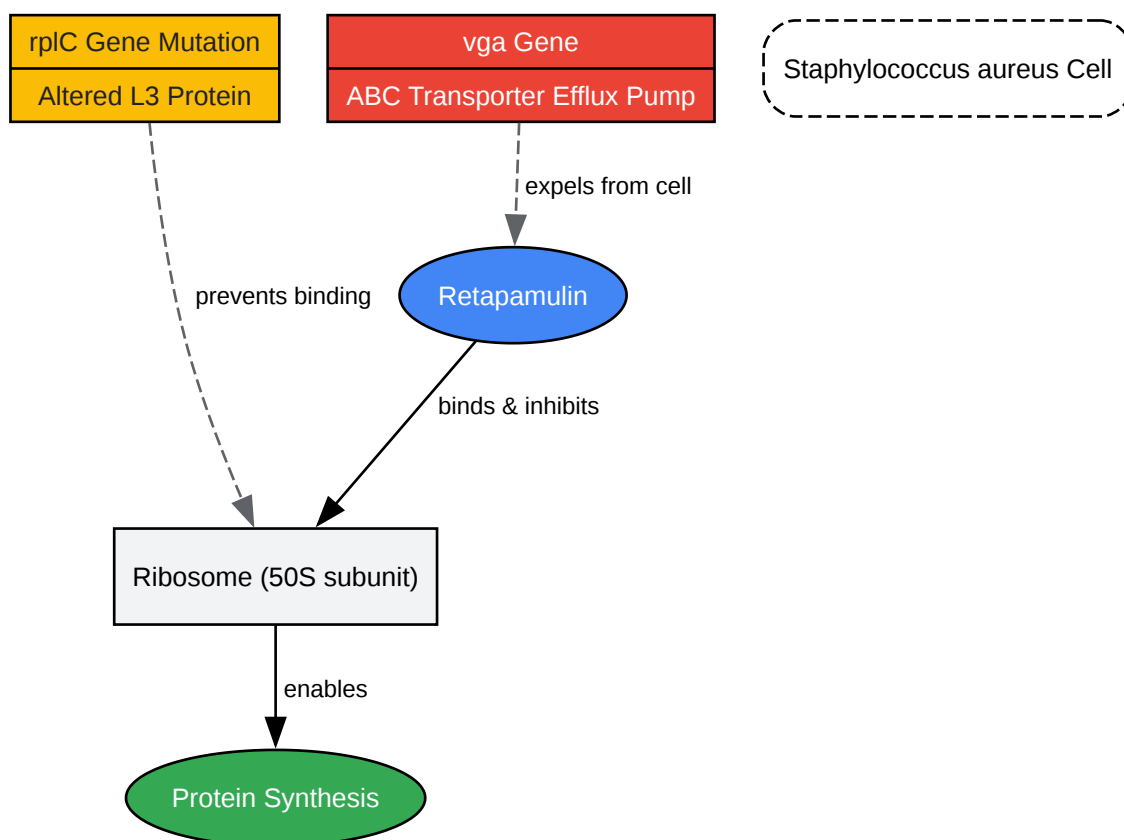 rplC Gene Mutation
Altered L3 Protein
vga Gene
ABC Transporter Efflux Pump
Staphylococcus aureus Cell
expels from cell
prevents binding
Retapamulin
binds & inhibits
Ribosome (50S subunit)
enables
Protein Synthesis